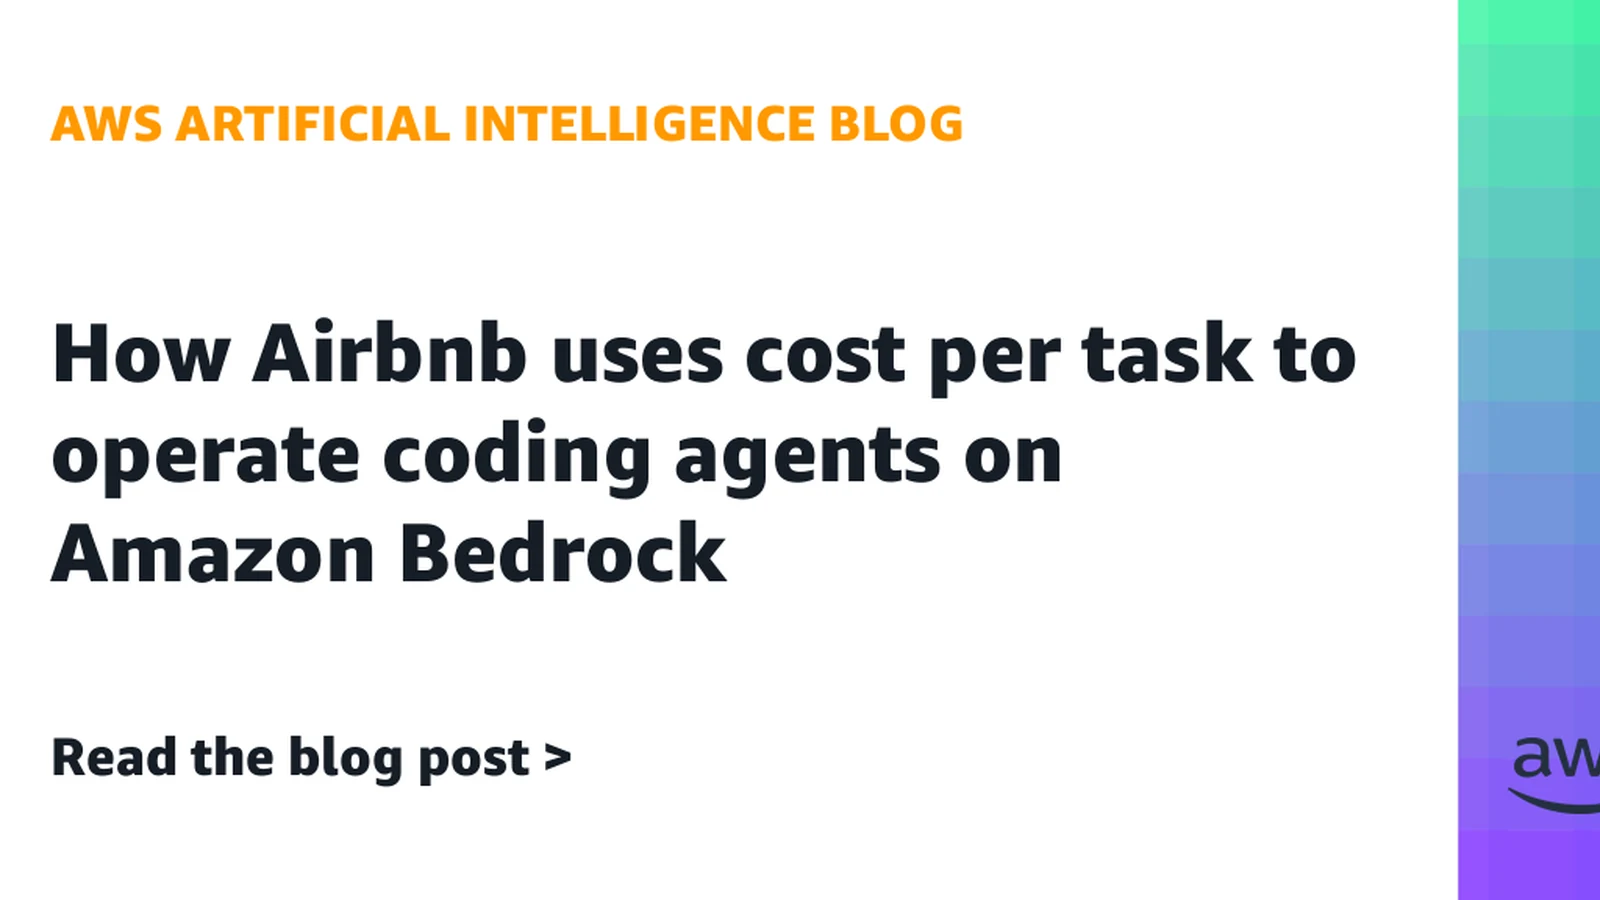 AWS ARTIFICIAL INTELLIGENCE BLOG
How Airbnb uses cost per task to
operate coding agents on
Amazon Bedrock
Read the blog post >
aw